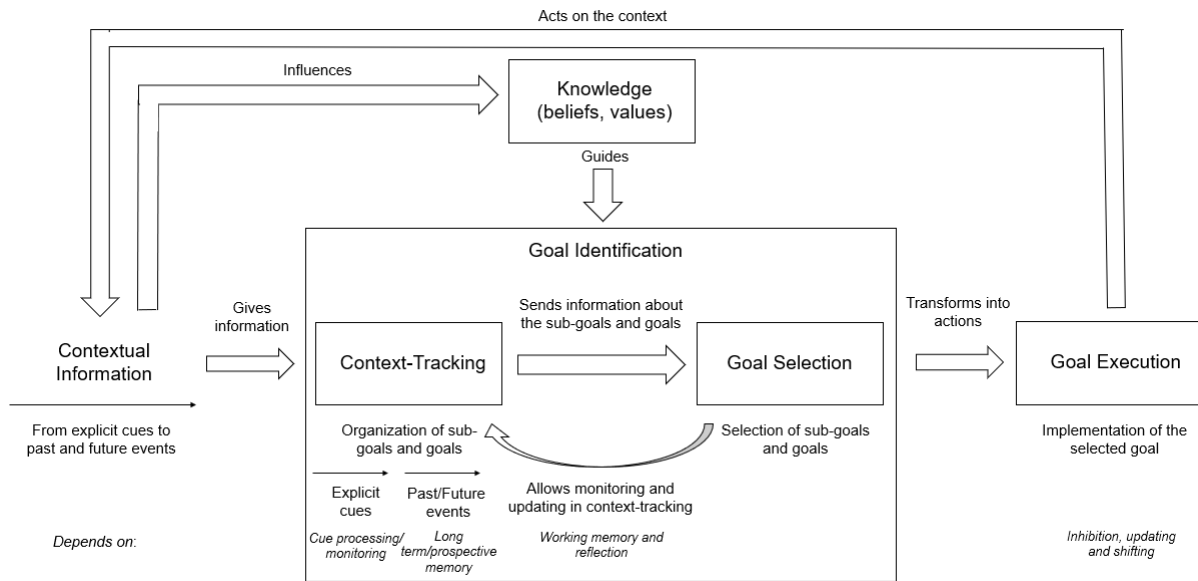 Acts on the context
Influences
Knowledge
(beliefs, values)
Guides
Goal Identification
Gives
information
Sends information about
the sub-goals and goals
Transforms into
actions
Contextual
Information
Context-Tracking
Goal Selection
Goal Execution
From explicit cues to
past and future events
Organization of sub-
goals and goals
Selection of sub-goals
and goals
Implementation of the
selected goal
Explicit
cues
Past/Future
events
Allows monitoring and
updating in context-tracking
Depends on:
Cue processing/
monitoring
Long
term/prospective
memory
Working memory and
reflection
Inhibition, updating
and shifting